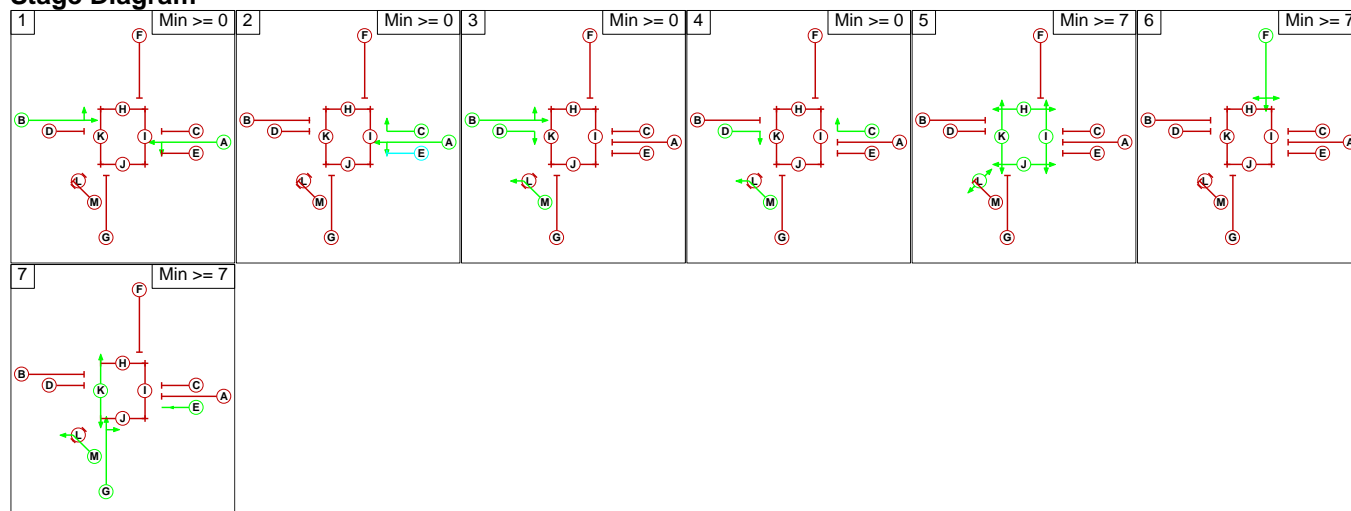 Stage Diagram
1 Min >= 0
F
B H
D K I C
A
J E
L
M
G
2 Min >= 0
F
B H
D K I C
A
J E
L
M
G
3 Min >= 0
F
B H
D K I C
A
J E
L
M
G
4 Min >= 0
F
B H
D K I C
A
J E
L
M
G
5 Min >= 7
F
B H
D K I C
A
J E
L
M
G
6 Min >= 7
F
B H
D K I C
A
J E
L
M
G
7 Min >= 7
F
B H
D K I C
A
J E
L
M
G